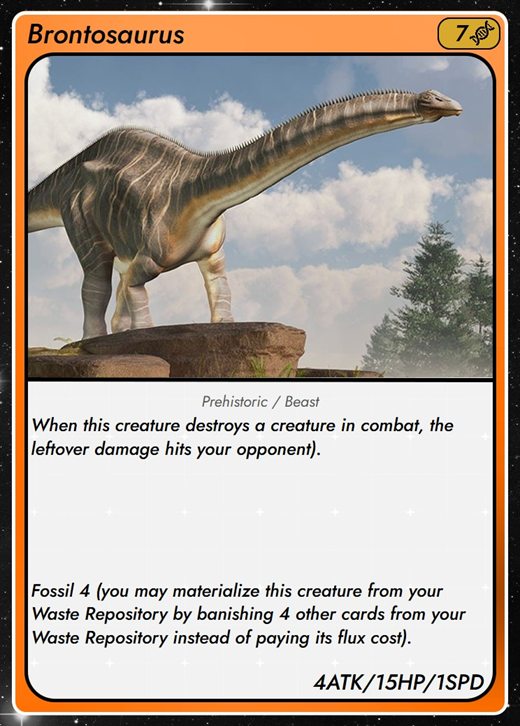 Brontosaurus
7
Prehistoric / Beast
When this creature destroys a creature in combat, the
leftover damage hits your opponent).
Fossil 4 (you may materialize this creature from your
Waste Repository by banishing 4 other cards from your
Waste Repository instead of paying its flux cost).
4ATK/15HP/1SPD